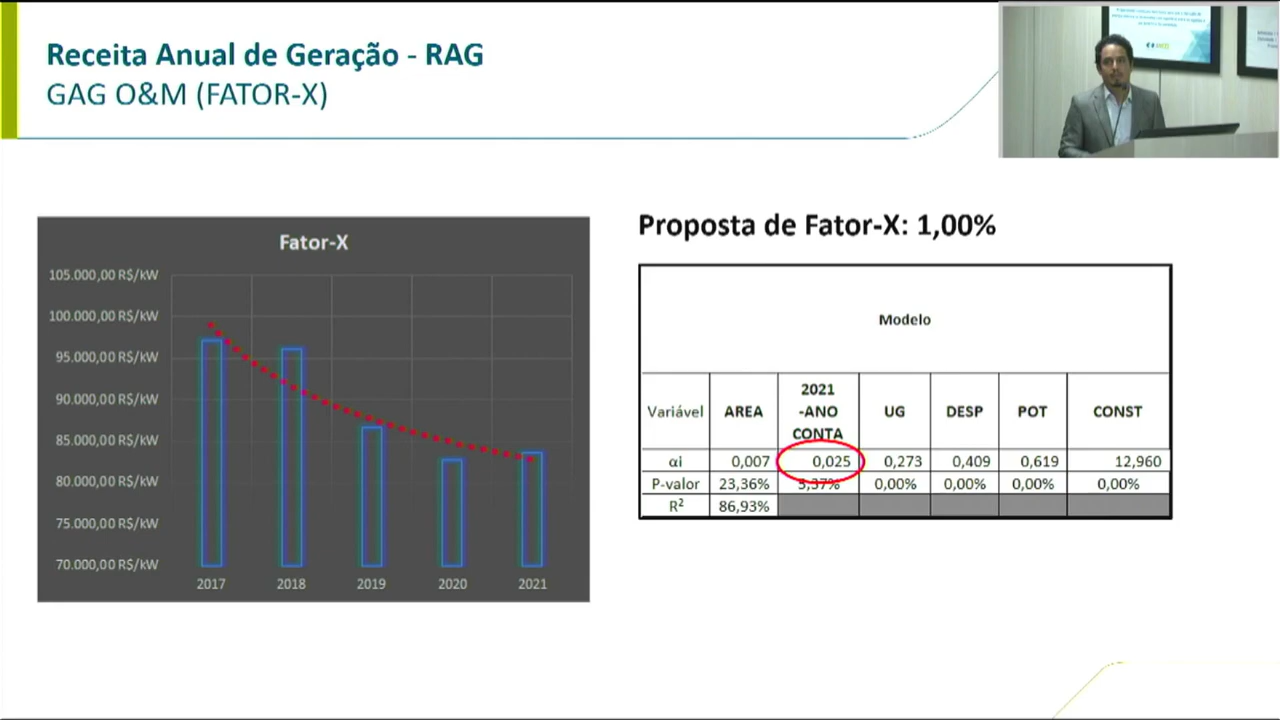 Receita Anual de Geração - RAG
GAG O&M (FATOR-X)
Fator-X
105.000,00 R$/kW
100.000,00 R$/kW
95.000,00 R$/kW
90.000,00 R$/kW
85.000,00 R$/kW
80.000,00 R$/kW
75.000,00 R$/kW
70.000,00 R$/kW
2017 2018 2019 2020 2021
Proposta de Fator-X: 1,00%
Modelo
Variável AREA 2021 -ANO CONTA UG DESP POT CONST
αi 0,007 0,025 0,273 0,409 0,619 12,960
P-valor 23,36% 5,37% 0,00% 0,00% 0,00% 0,00%
R² 86,93%